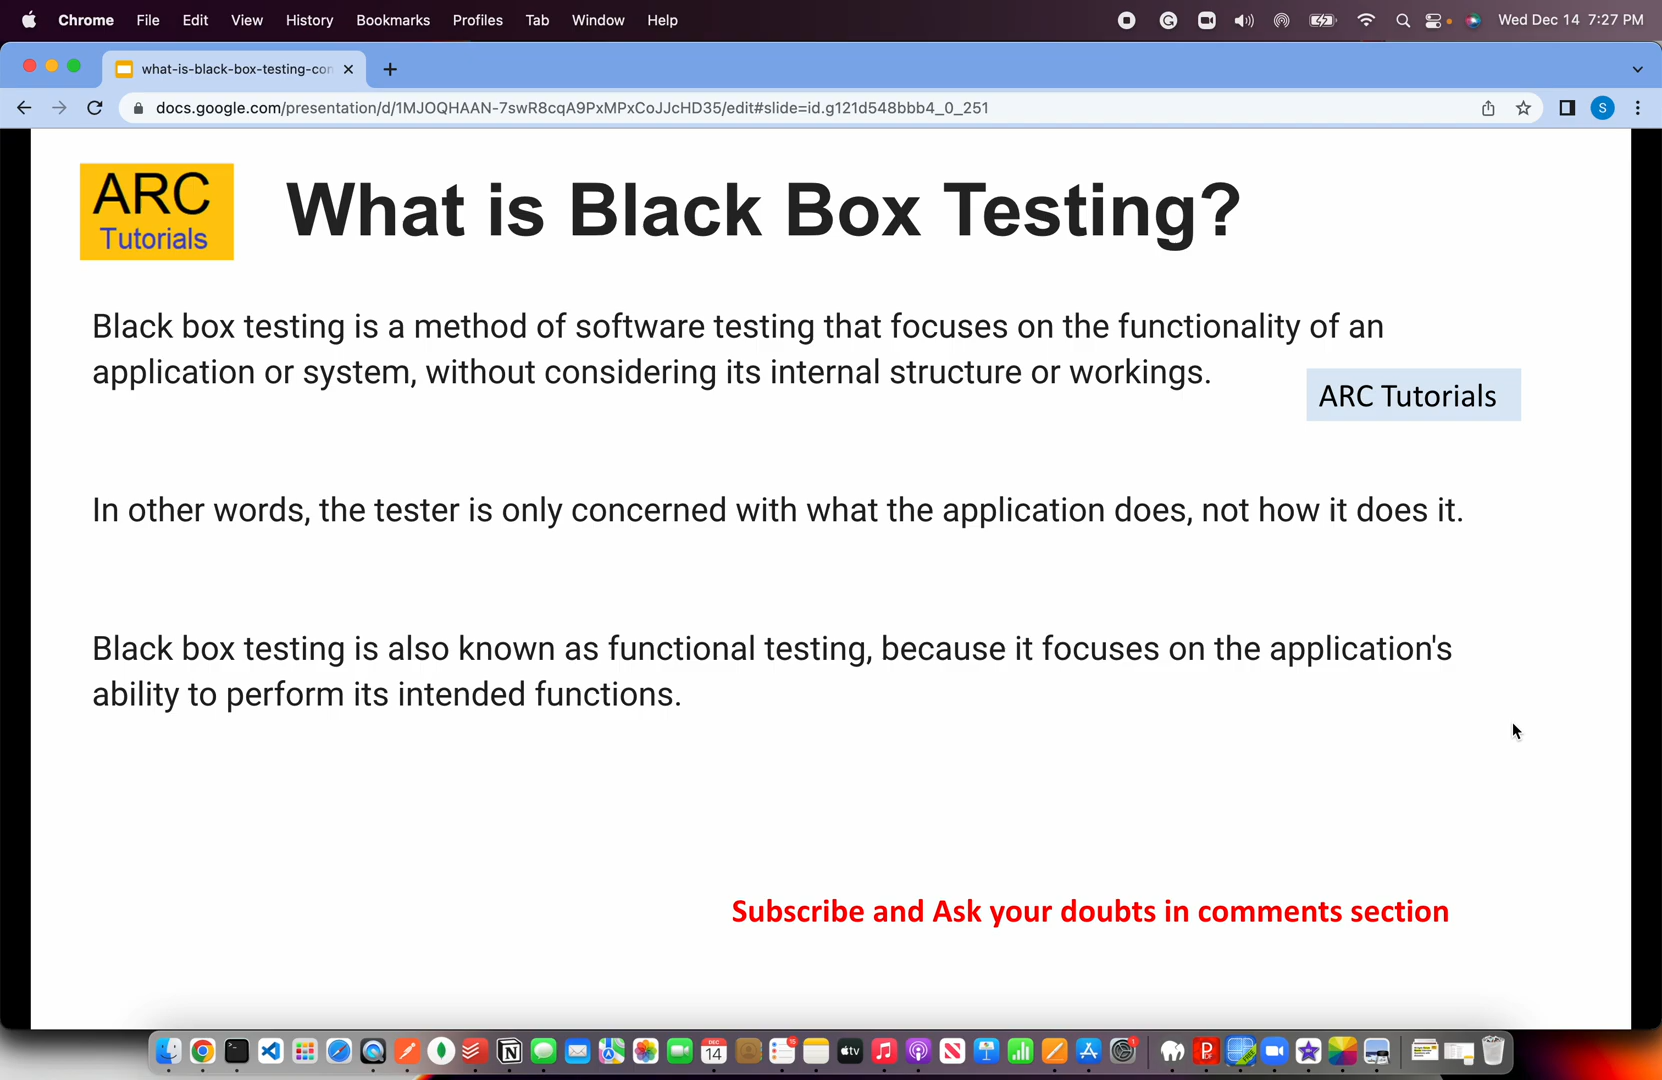 Chrome File Edit View History Bookmarks Profiles Tab Window Help Wed Dec 14 7:27 PM
what-is-black-box-testing-con
docs.google.com/presentation/d/1MJOQHAAN-7swR8cqA9PxMPxCoJJcHD35/edit#slide=id.g121d548bbb4_0_251 S
ARC
Tutorials
What is Black Box Testing?
Black box testing is a method of software testing that focuses on the functionality of an
application or system, without considering its internal structure or workings.
ARC Tutorials
In other words, the tester is only concerned with what the application does, not how it does it.
Black box testing is also known as functional testing, because it focuses on the application's
ability to perform its intended functions.
Subscribe and Ask your doubts in comments section
DEC
14
tv